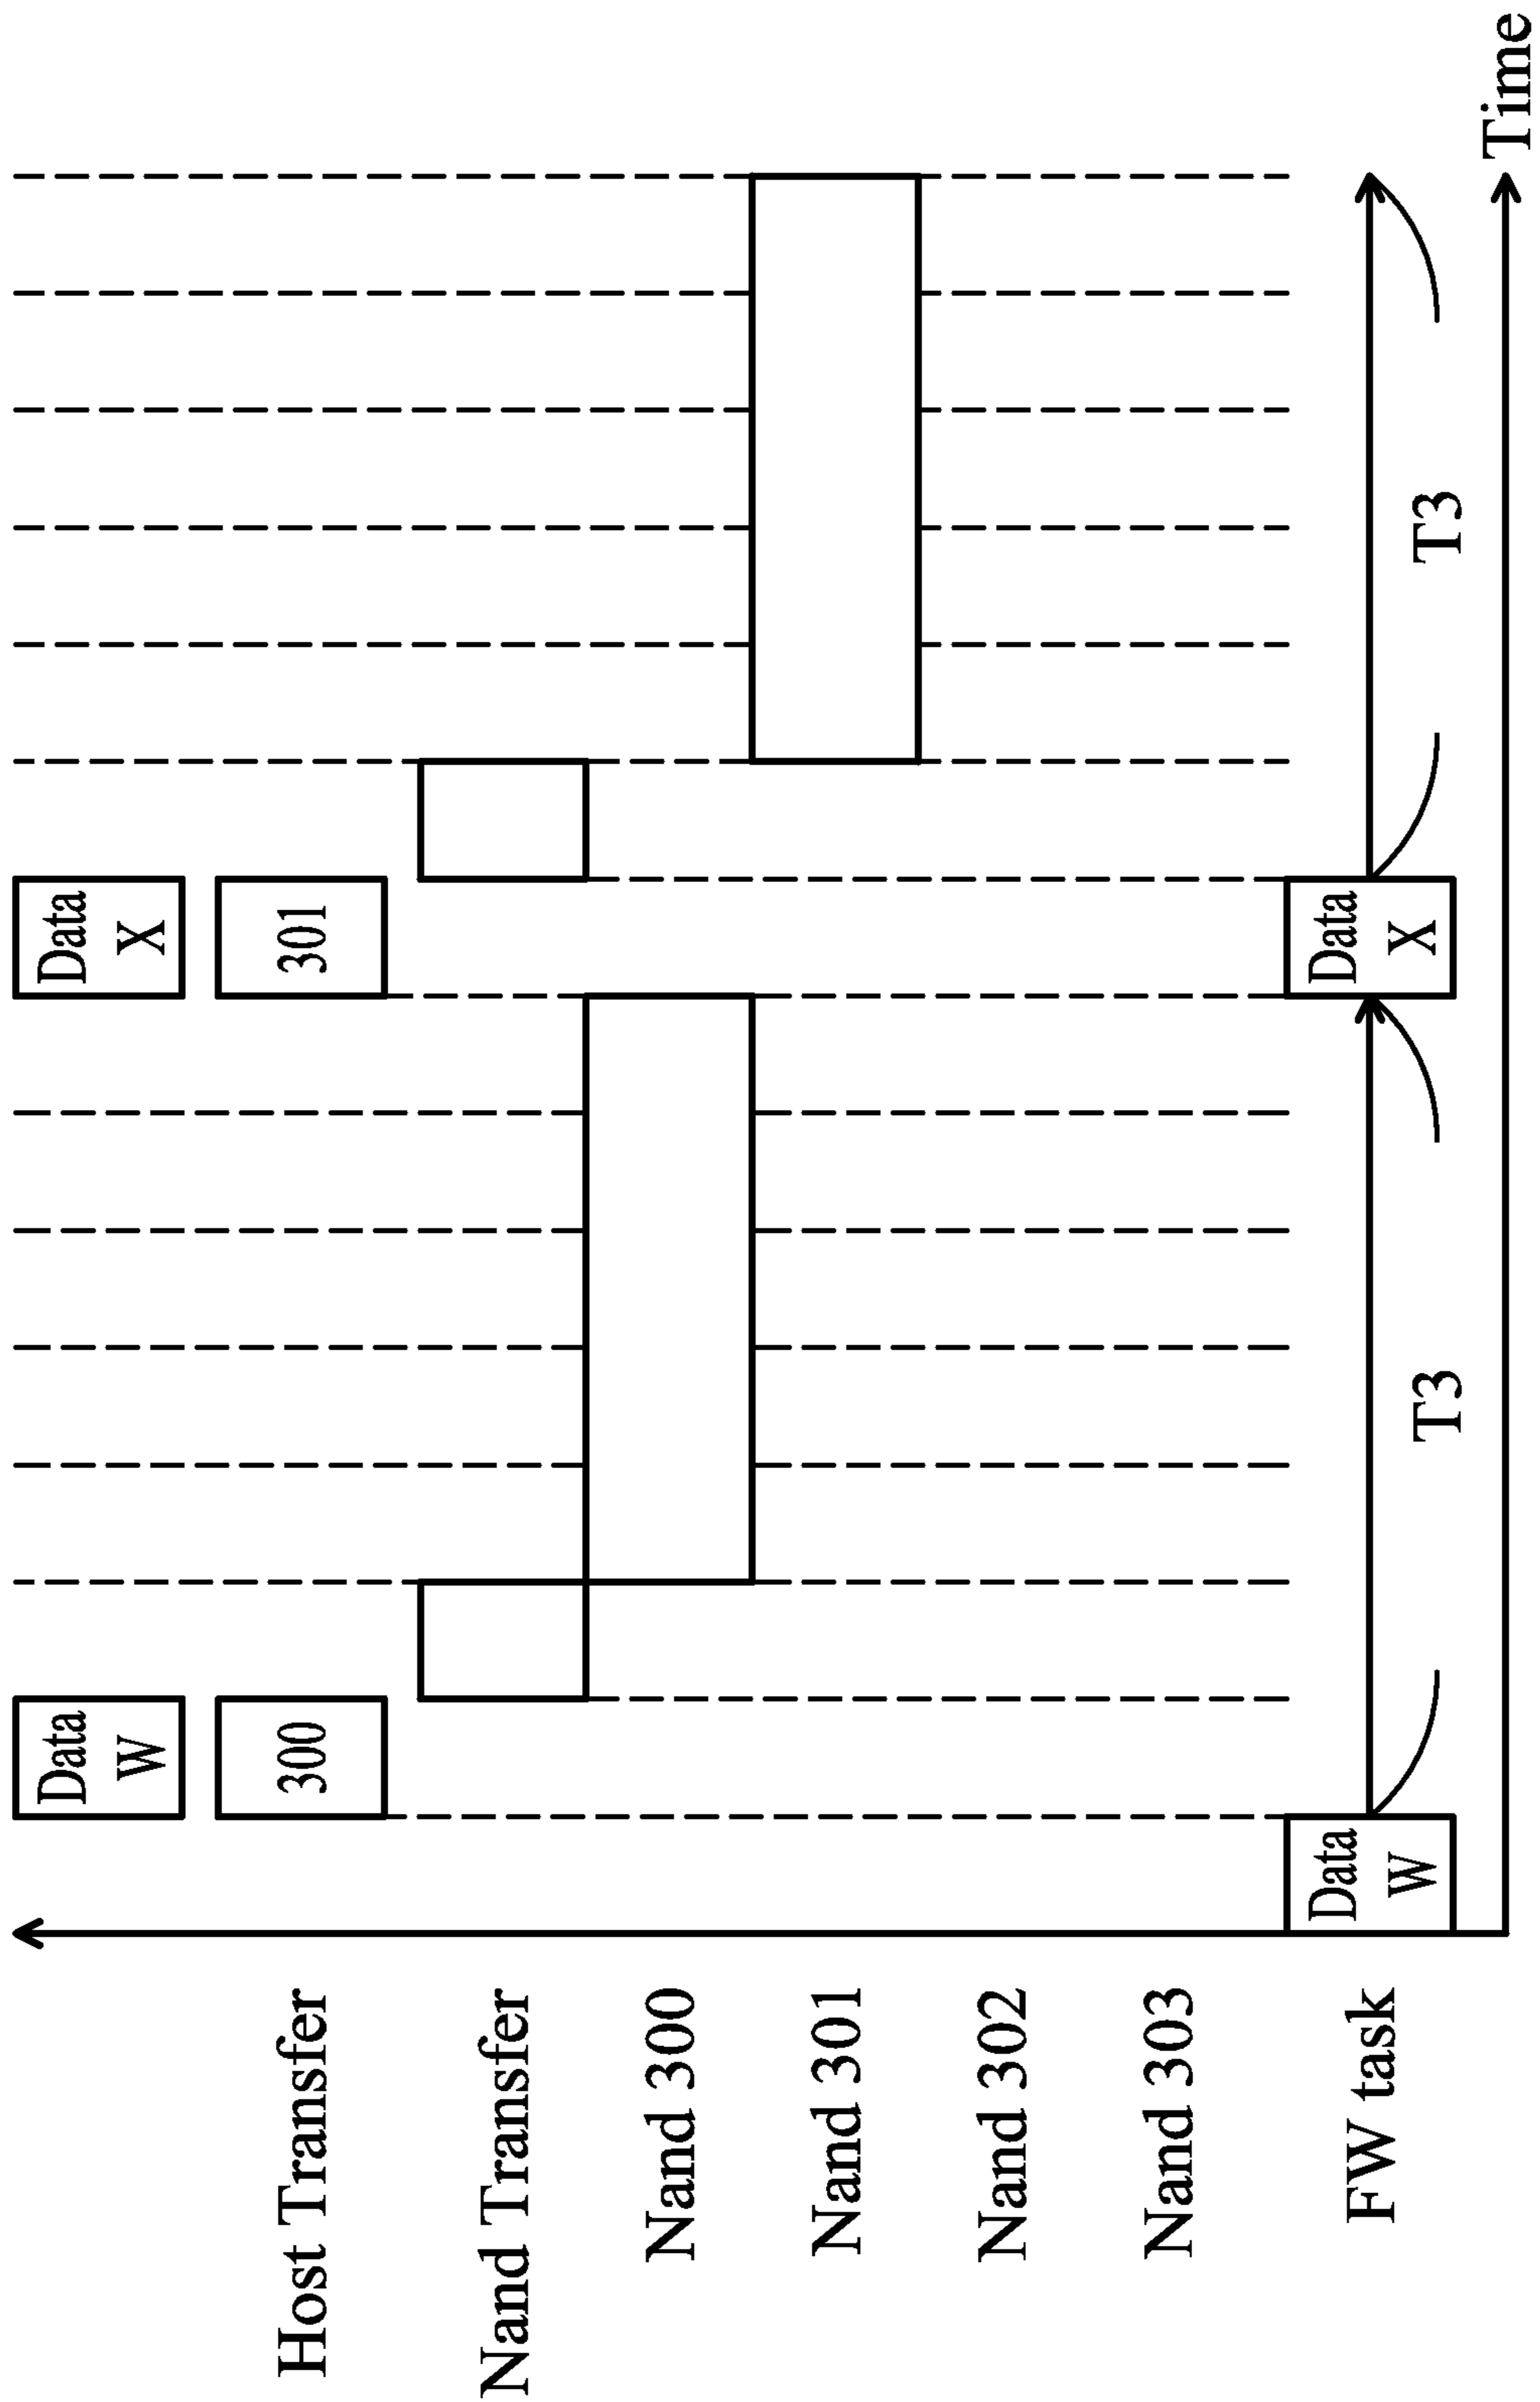 Data
W
Data
X
Host Transfer
300
301
Nand Transfer
Nand 300
Nand 301
Nand 302
Nand 303
FW task
Data
W
Data
X
T3
T3
Time